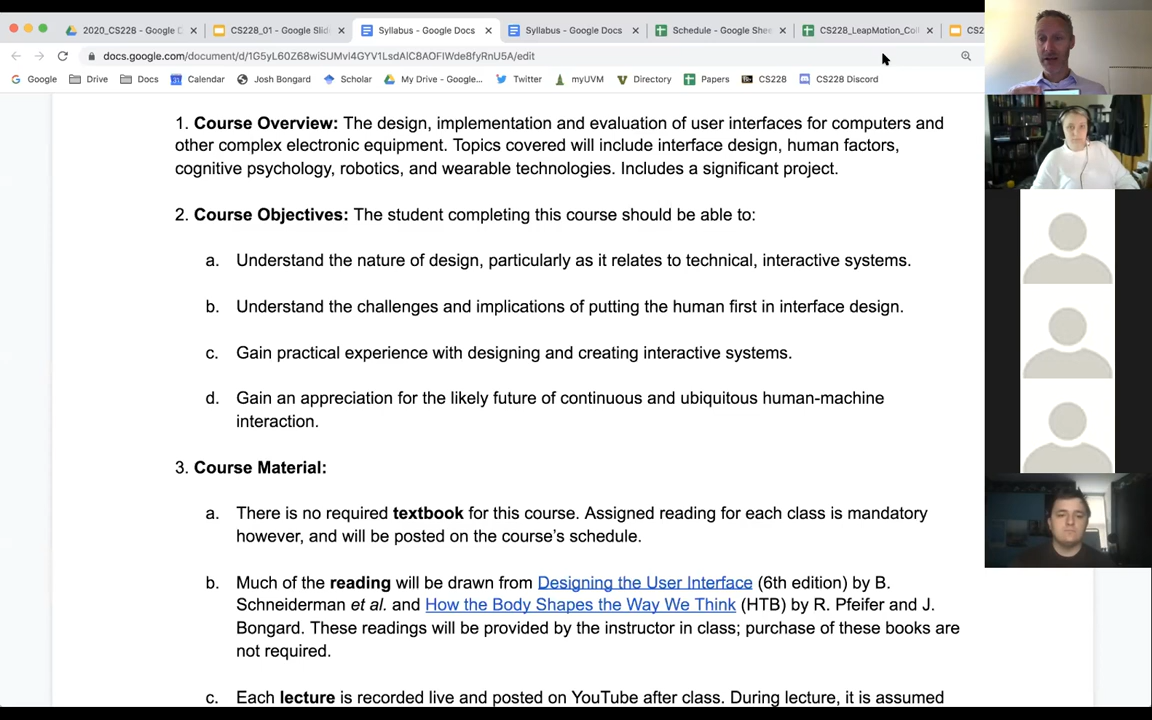 2020_CS228 - Google D
CS228_01 - Google Slid
Syllabus - Google Docs
Syllabus - Google Docs
Schedule - Google Shee
CS228_LeapMotion_Col
CS2
docs.google.com/document/d/1G5yL60Z68wiSUMvI4GYV1LsdAlC8AOFlWde8fyRnU5A/edit
Google
Drive
Docs
Calendar
Josh Bongard
Scholar
My Drive - Google...
Twitter
myUVM
Directory
Papers
CS228
CS228 Discord
1. Course Overview: The design, implementation and evaluation of user interfaces for computers and
other complex electronic equipment. Topics covered will include interface design, human factors,
cognitive psychology, robotics, and wearable technologies. Includes a significant project.
2. Course Objectives: The student completing this course should be able to:
a. Understand the nature of design, particularly as it relates to technical, interactive systems.
b. Understand the challenges and implications of putting the human first in interface design.
c. Gain practical experience with designing and creating interactive systems.
d. Gain an appreciation for the likely future of continuous and ubiquitous human-machine
interaction.
3. Course Material:
a. There is no required textbook for this course. Assigned reading for each class is mandatory
however, and will be posted on the course's schedule.
b. Much of the reading will be drawn from Designing the User Interface (6th edition) by B.
Schneiderman et al. and How the Body Shapes the Way We Think (HTB) by R. Pfeifer and J.
Bongard. These readings will be provided by the instructor in class; purchase of these books are
not required.
c. Each lecture is recorded live and posted on YouTube after class. During lecture, it is assumed